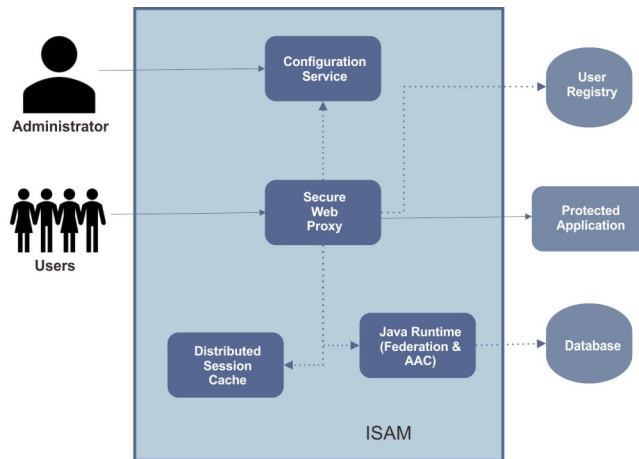 Configuration
Service
User
Registry
Administrator
Secure
Web
Proxy
Protected
Application
Users
Java Runtime
(Federation &
AAC)
Distributed
Session
Cache
Database
ISAM